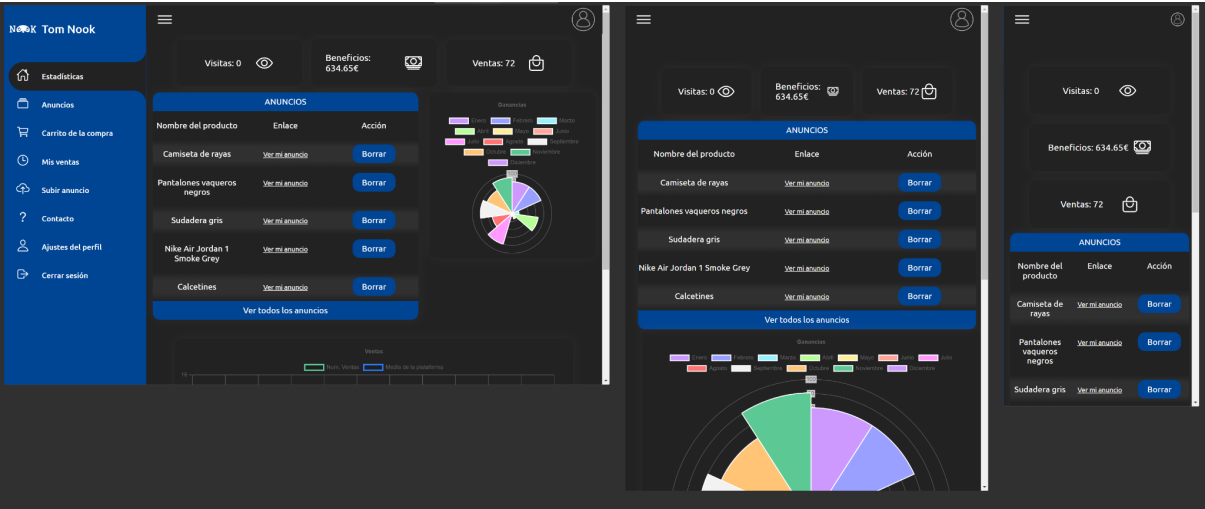 NOOK Tom Nook
Estadísticas
Anuncios
Carrito de la compra
Mis ventas
Subir anuncio
? Contacto
Ajustes del perfil
Cerrar sesión
Visitas: 0
Beneficios:
634.65€
Ventas: 72
ANUNCIOS
Nombre del producto Enlace Acción
Camiseta de rayas Ver mi anuncio Borrar
Pantalones vaqueros
negros Ver mi anuncio Borrar
Sudadera gris Ver mi anuncio Borrar
Nike Air Jordan 1
Smoke Grey Ver mi anuncio Borrar
Calcetines Ver mi anuncio Borrar
Ver todos los anuncios
Ganancias
Enero Febrero Marzo
Abril Mayo Junio
Julio Agosto Septiembre
Octubre Noviembre
Diciembre
Ventas
Num. Ventas Media de la plataforma
Visitas: 0
Beneficios:
634.65€
Ventas: 72
ANUNCIOS
Nombre del producto Enlace Acción
Camiseta de rayas Ver mi anuncio Borrar
Pantalones vaqueros negros Ver mi anuncio Borrar
Sudadera gris Ver mi anuncio Borrar
Nike Air Jordan 1 Smoke Grey Ver mi anuncio Borrar
Calcetines Ver mi anuncio Borrar
Ver todos los anuncios
Ganancias
Enero Febrero Marzo Abril Mayo Junio Julio
Agosto Septiembre Octubre Noviembre Diciembre
Visitas: 0
Beneficios: 634.65€
Ventas: 72
ANUNCIOS
Nombre del
producto Enlace Acción
Camiseta de
rayas Ver mi anuncio Borrar
Pantalones
vaqueros
negros Ver mi anuncio Borrar
Sudadera gris Ver mi anuncio Borrar